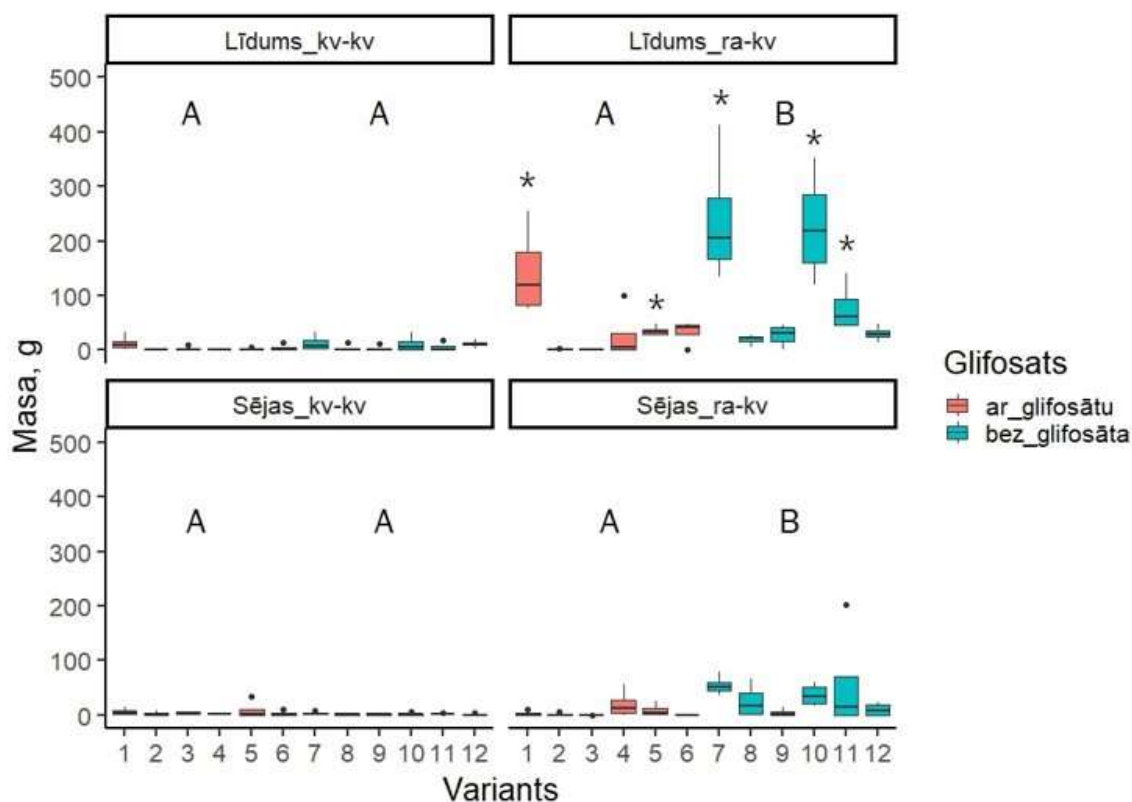 Līdums_kv-kv
Līdums_ra-kv
500
400
300
200
100
0
A
A
*
A
*
*
B
*
*
Masa, g
Sējas_kv-kv
Sējas_ra-kv
500
400
300
200
100
0
A
A
A
B
1 2 3 4 5 6 7 8 9 10 11 12
1 2 3 4 5 6 7 8 9 10 11 12
Variants
Glifosats
ar_glifosātu
bez_glifosāta